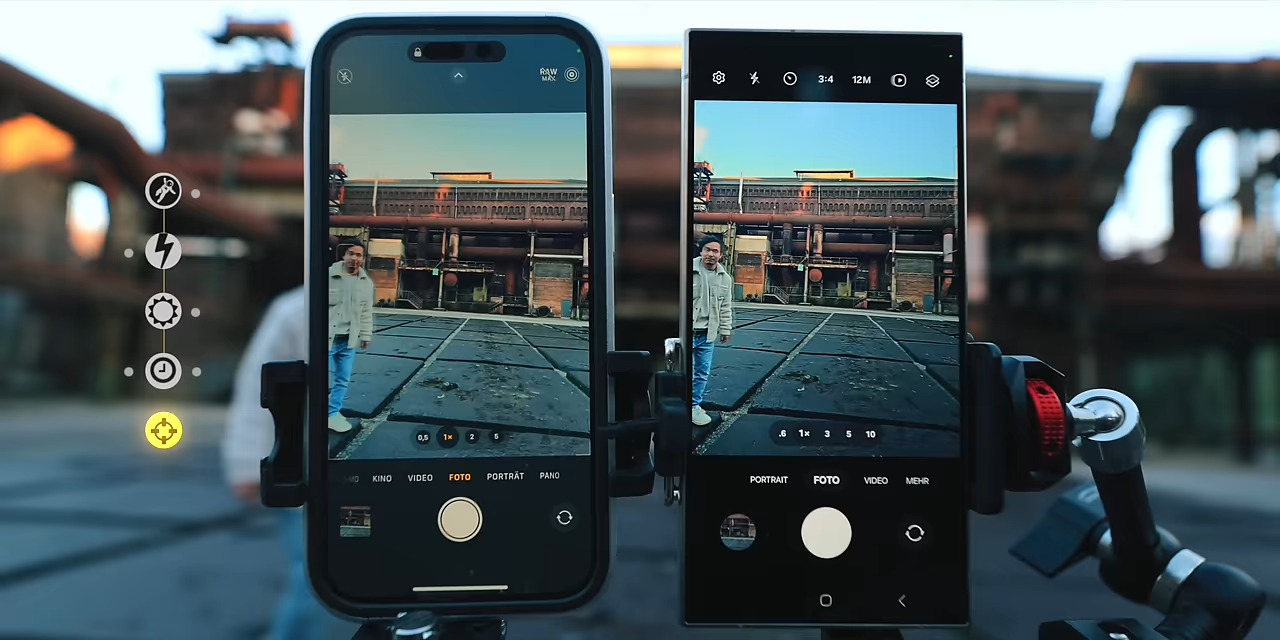 RAW
MAX
0,5 1× 2 5
KINO VIDEO FOTO PORTRÄT PANO
3:4 12M
.6 1× 3 5 10
PORTRAIT FOTO VIDEO MEHR